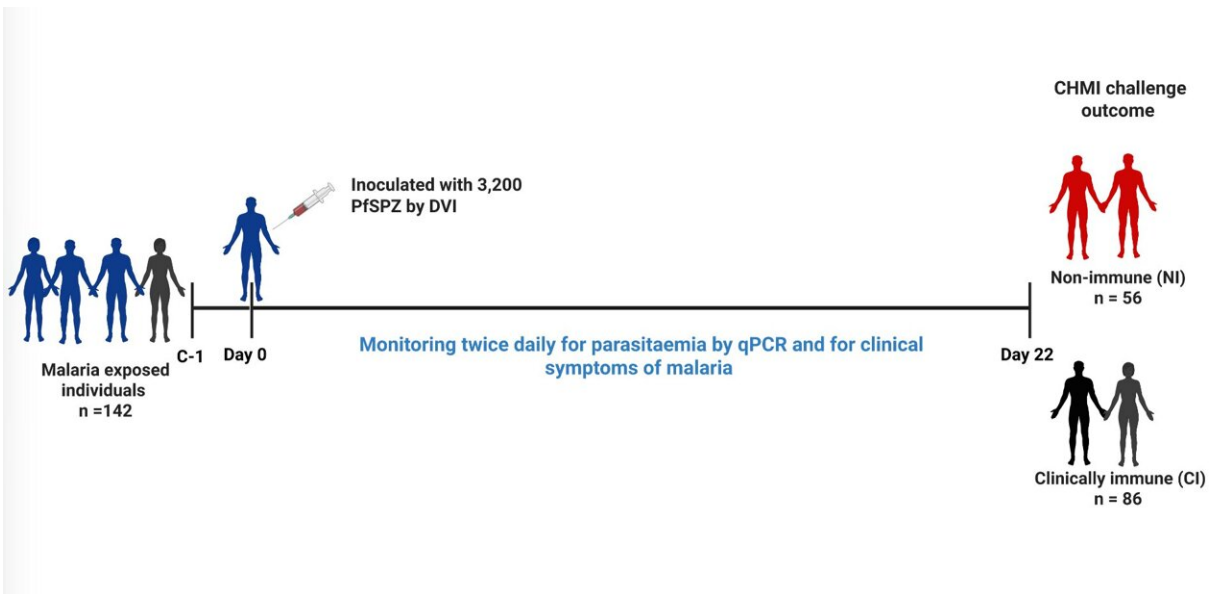 CHMI challenge
outcome
Inoculated with 3,200
PfSPZ by DVI
Non-immune (NI)
n = 56
C-1
Day 0
Monitoring twice daily for parasitaemia by qPCR and for clinical
symptoms of malaria
Day 22
Malaria exposed
individuals
n =142
Clinically immune (CI)
n = 86